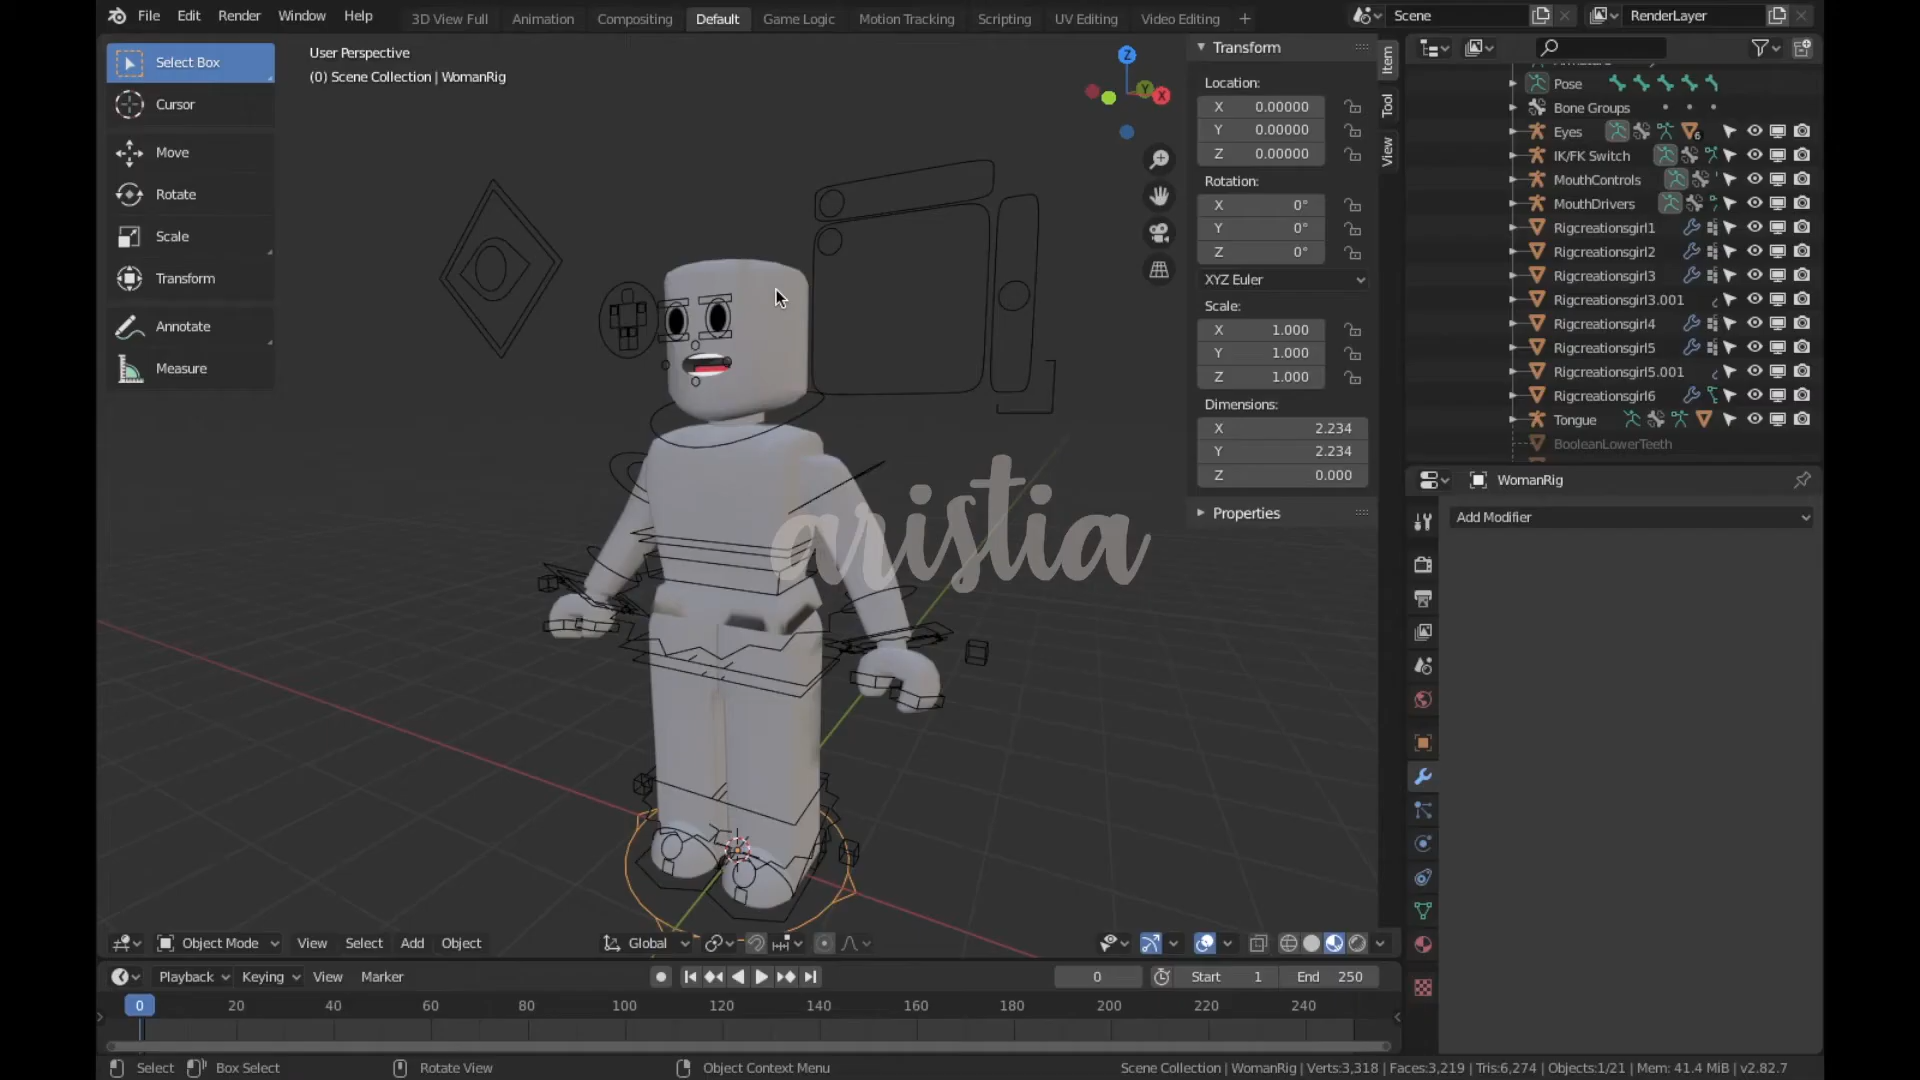 File Edit Render Window Help
3D View Full Animation Compositing Default Game Logic Motion Tracking Scripting UV Editing Video Editing +
Scene
RenderLayer
Select Box
Cursor
Move
Rotate
Scale
Transform
Annotate
Measure
User Perspective
(0) Scene Collection | WomanRig
Z
Y
X
Transform
Location:
X 0.00000
Y 0.00000
Z 0.00000
Rotation:
X 0°
Y 0°
Z 0°
XYZ Euler
Scale:
X 1.000
Y 1.000
Z 1.000
Dimensions:
X 2.234
Y 2.234
Z 0.000
Properties
Item
Tool
View
Pose
Bone Groups
Eyes 6
IK/FK Switch
MouthControls
MouthDrivers
Rigcreationsgirl1
Rigcreationsgirl2
Rigcreationsgirl3
Rigcreationsgirl3.001
Rigcreationsgirl4
Rigcreationsgirl5
Rigcreationsgirl5.001
Rigcreationsgirl6
Tongue
BooleanLowerTeeth
WomanRig
Add Modifier
aristia
Object Mode View Select Add Object
Global
Playback Keying View Marker
0
Start 1
End 250
0 20 40 60 80 100 120 140 160 180 200 220 240
Select Box Select Rotate View Object Context Menu
Scene Collection | WomanRig | Verts:3,318 | Faces:3,219 | Tris:6,274 | Objects:1/21 | Mem: 41.4 MiB | v2.82.7